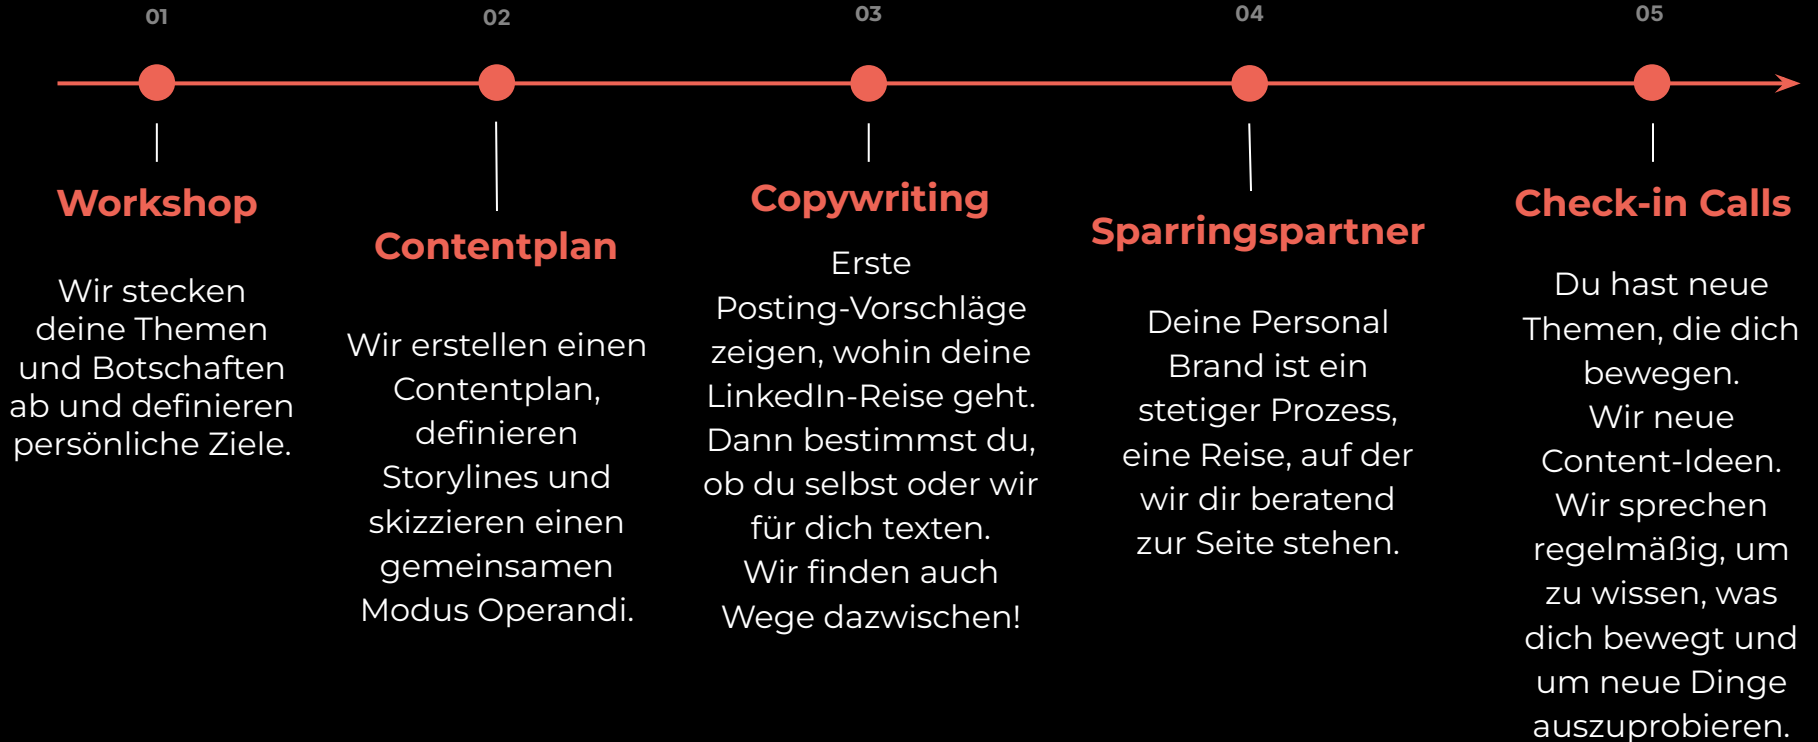 01
Workshop
Wir stecken
deine Themen
und Botschaften
ab und definieren
persönliche Ziele.
02
Contentplan
Wir erstellen einen
Contentplan,
definieren
Storylines und
skizzieren einen
gemeinsamen
Modus Operandi.
03
Copywriting
Erste
Posting-Vorschläge
zeigen, wohin deine
LinkedIn-Reise geht.
Dann bestimmst du,
ob du selbst oder wir
für dich texten.
Wir finden auch
Wege dazwischen!
04
Sparringspartner
Deine Personal
Brand ist ein
stetiger Prozess,
eine Reise, auf der
wir dir beratend
zur Seite stehen.
05
Check-in Calls
Du hast neue
Themen, die dich
bewegen.
Wir neue
Content-Ideen.
Wir sprechen
regelmäßig, um
zu wissen, was
dich bewegt und
um neue Dinge
auszuprobieren.